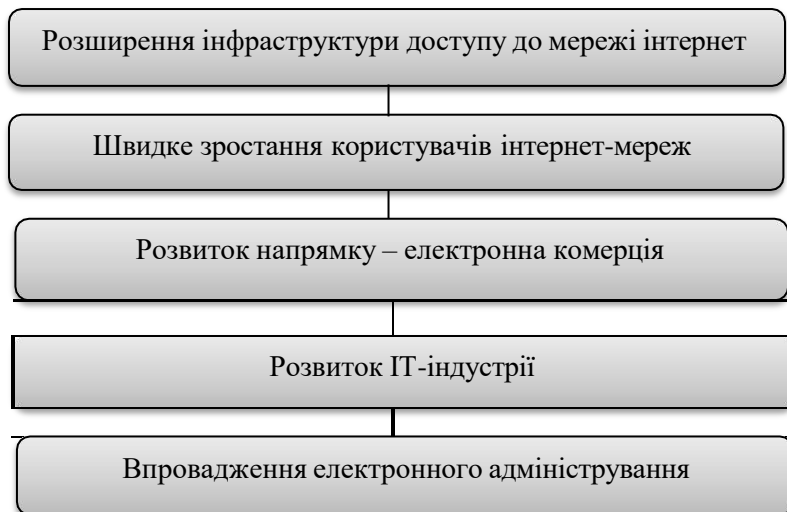 Розширення інфраструктури доступу до мережі інтернет
Швидке зростання користувачів інтернет-мереж
Розвиток напрямку – електронна комерція
Розвиток ІТ-індустрії
Впровадження електронного адміністрування